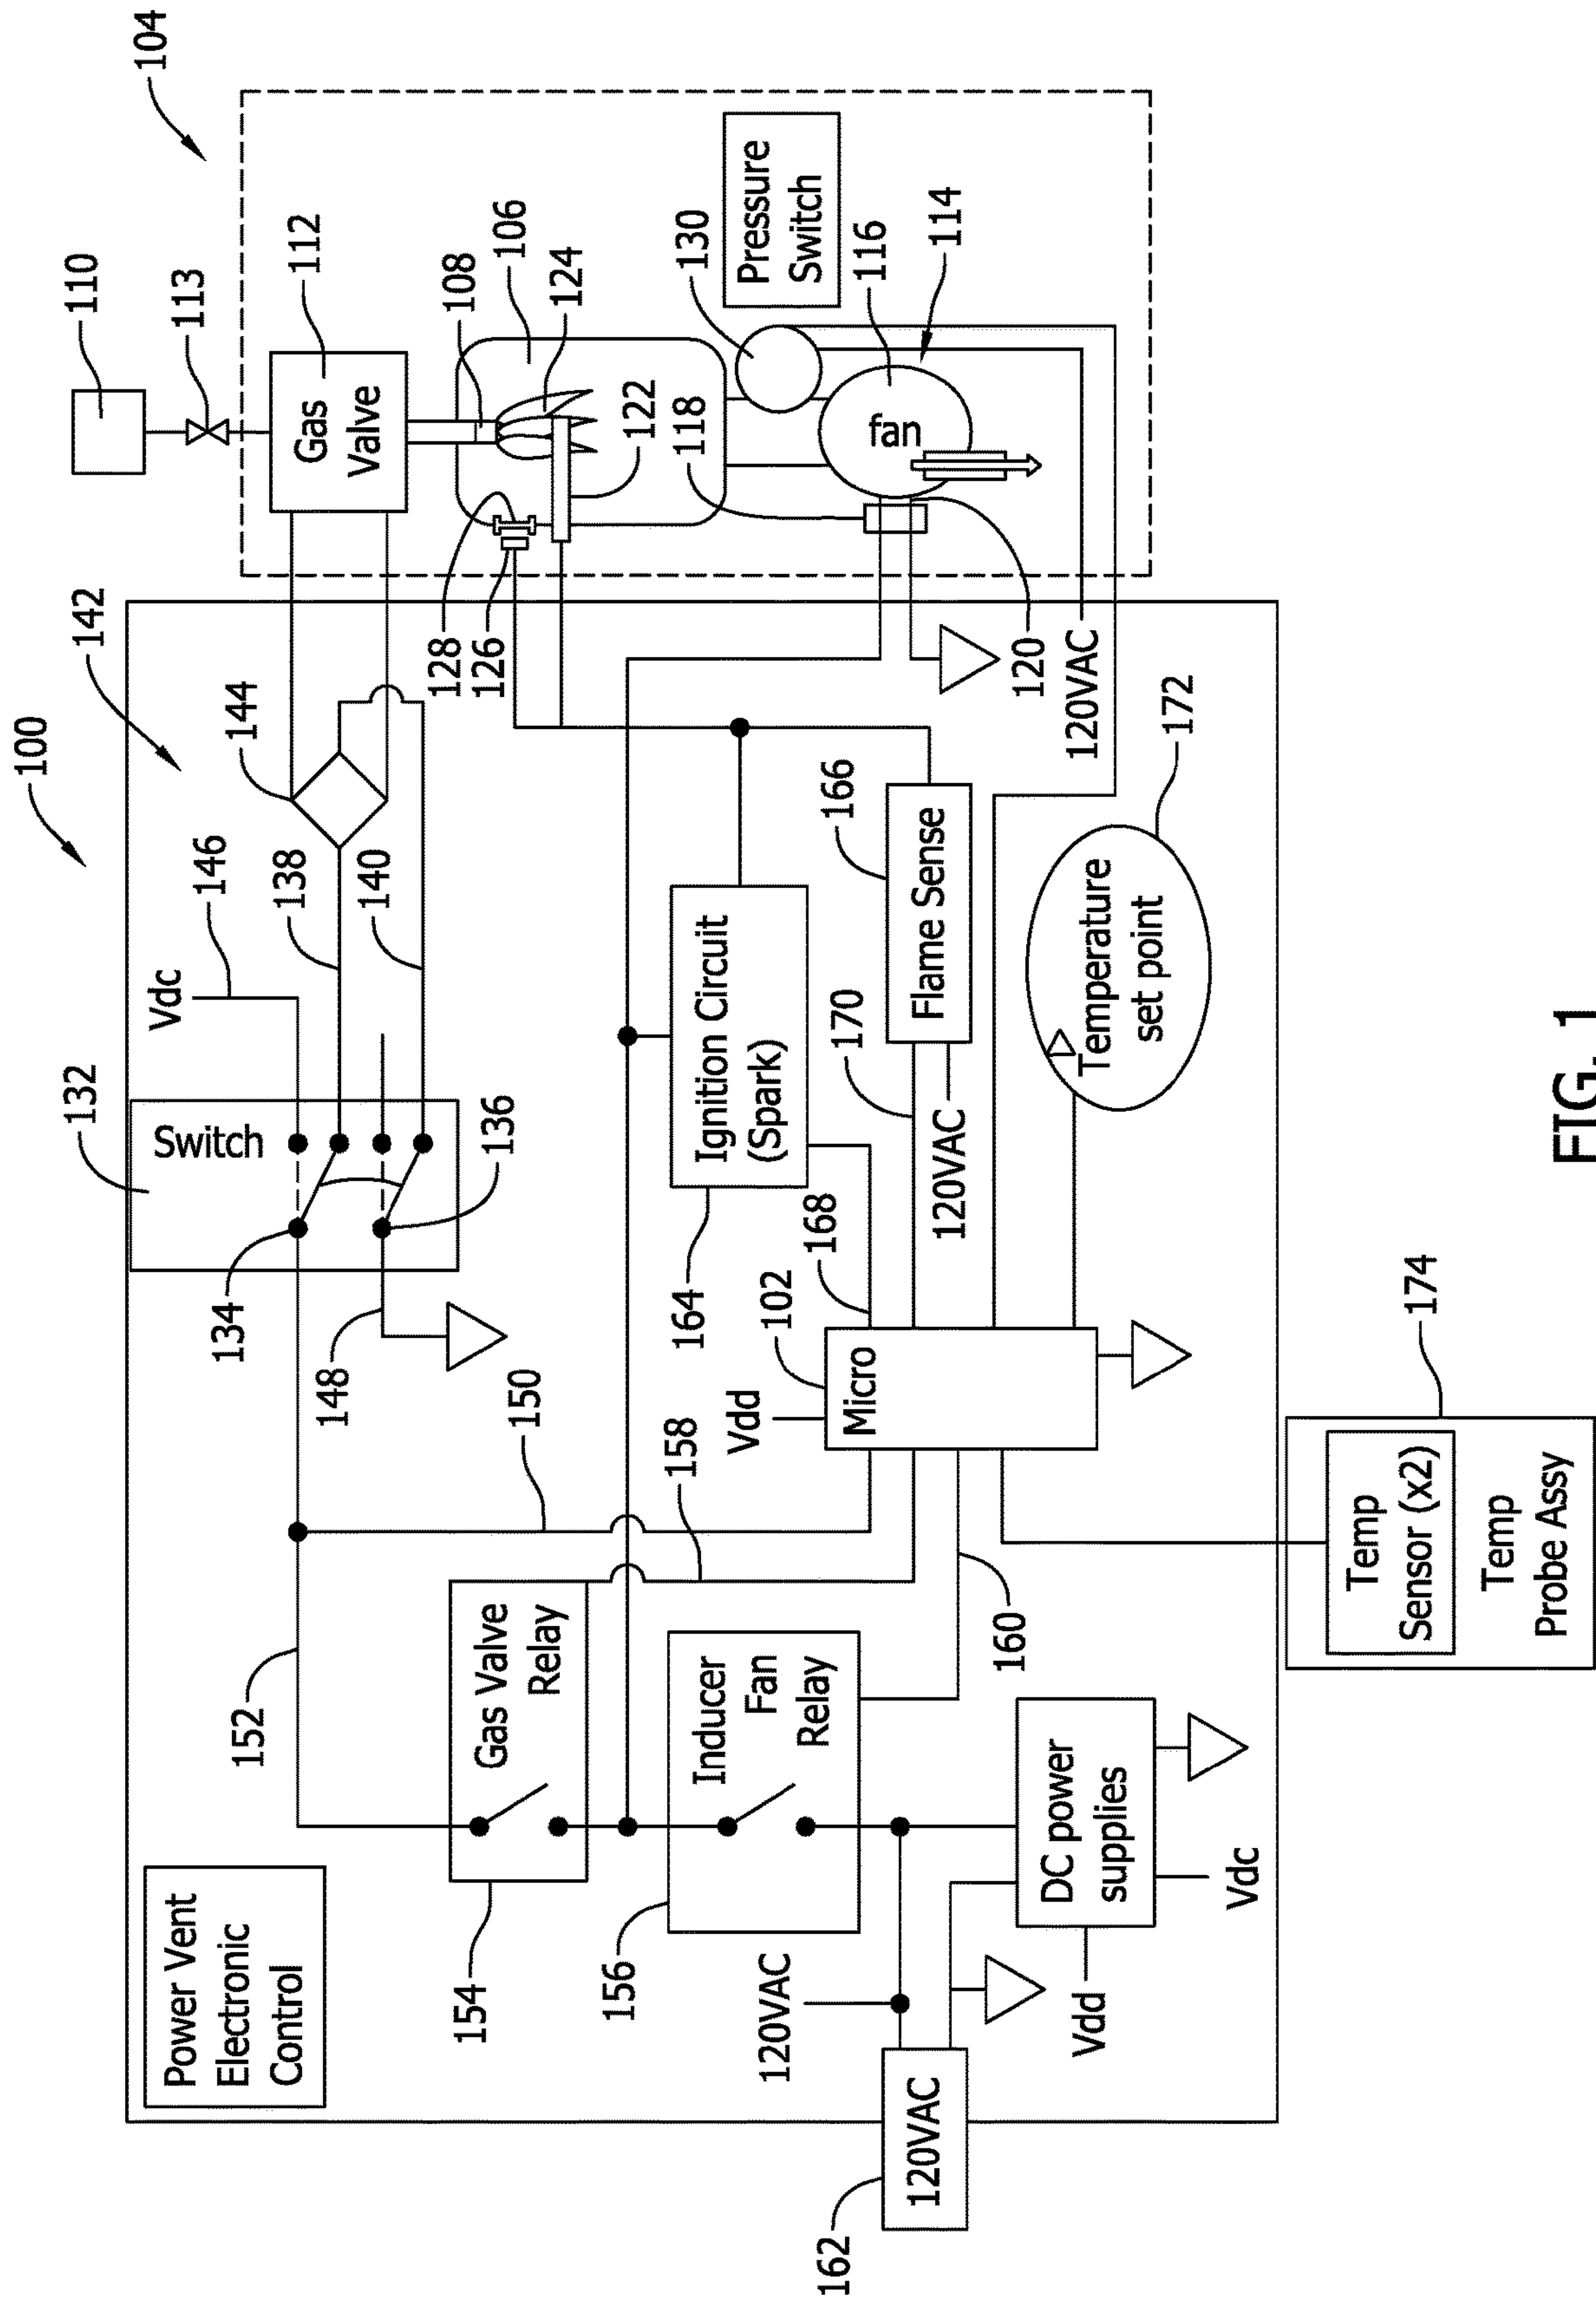 100
142
104
110
113
112
Gas
Valve
108
106
124
122
128
126
118
130
Pressure
Switch
fan
116
114
120
120VAC
144
146
Vdc
138
140
132
Switch
134
136
148
150
152
Power Vent
Electronic
Control
Gas Valve
Relay
154
Inducer
Fan
Relay
156
158
160
Ignition Circuit
(Spark)
164
Flame Sense
166
168
170
120VAC
102
Micro
Vdd
Temperature
set point
172
120VAC
120VAC
162
DC power
supplies
Vdd
Vdc
Temp
Sensor (x2)
Temp
Probe Assy
174
FIG. 1